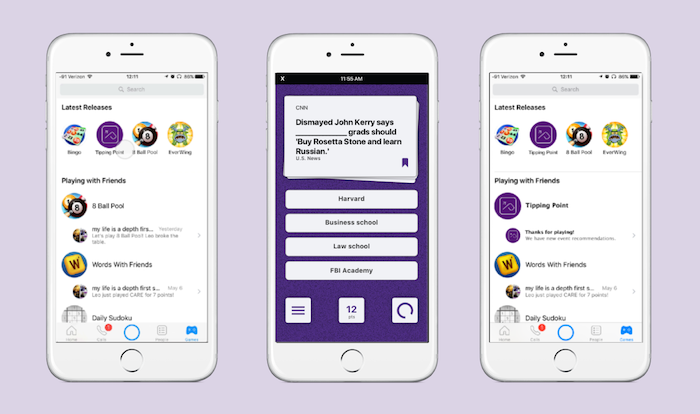 -91 Verizon 12:11 86%
Search
Latest Releases
Bingo Tipping Point 8 Ball Pool EverWing
Playing with Friends
8 Ball Pool
my life is a depth first s... Yesterday
Let's play 8 Ball! Leo broke the
table.
Words With Friends
my life is a depth first s... May 6
Leo just played CARE for 7 points!
Daily Sudoku
Home Calls 1 People Games
X 11:55 AM
CNN
Dismayed John Kerry says
____________ grads should
'Buy Rosetta Stone and learn
Russian.'
U.S. News
Harvard
Business school
Law school
FBI Academy
12
pts
-91 Verizon 12:11 86%
Search
Latest Releases
Bingo Tipping Point 8 Ball Pool EverWing
Playing with Friends
Tipping Point
Thanks for playing!
We have new event recommendations.
Words With Friends
my life is a depth first s... May 6
Leo just played CARE for 7 points!
Daily Sudoku
Home Calls 1 People Games